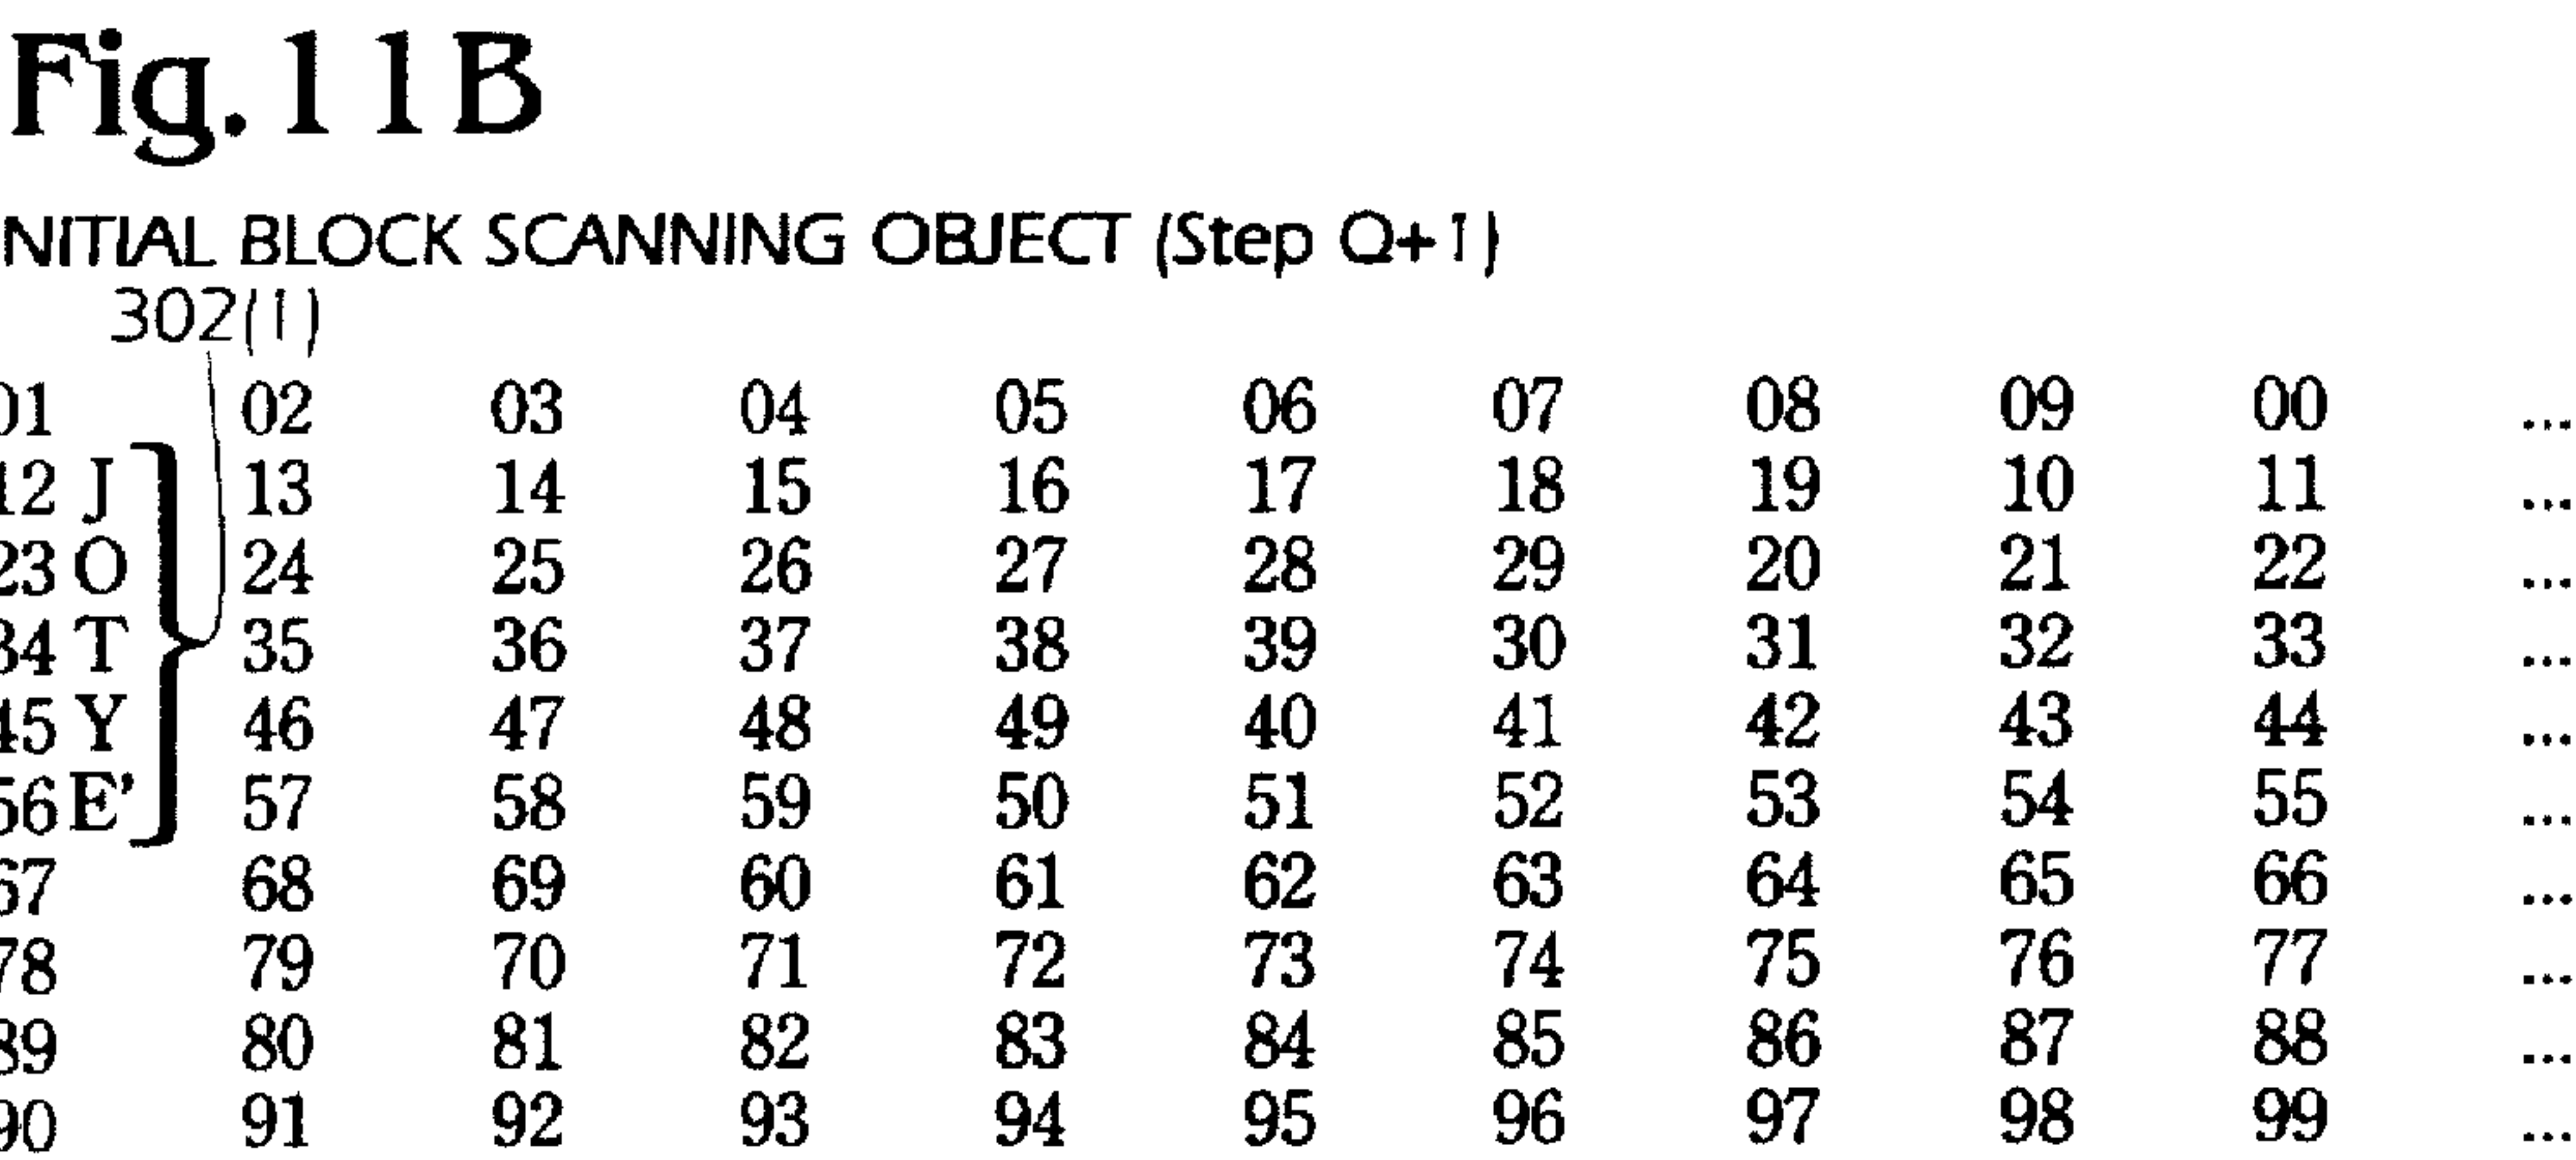 Fig.11B
NITIAL BLOCK SCANNING OBJECT (Step Q+1)
302(1)
01 02 03 04 05 06 07 08 09 00 ...
12 J 13 14 15 16 17 18 19 10 11 ...
23 O 24 25 26 27 28 29 20 21 22 ...
34 T 35 36 37 38 39 30 31 32 33 ...
45 Y 46 47 48 49 40 41 42 43 44 ...
56 E' 57 58 59 50 51 52 53 54 55 ...
67 68 69 60 61 62 63 64 65 66 ...
78 79 70 71 72 73 74 75 76 77 ...
89 80 81 82 83 84 85 86 87 88 ...
90 91 92 93 94 95 96 97 98 99 ...